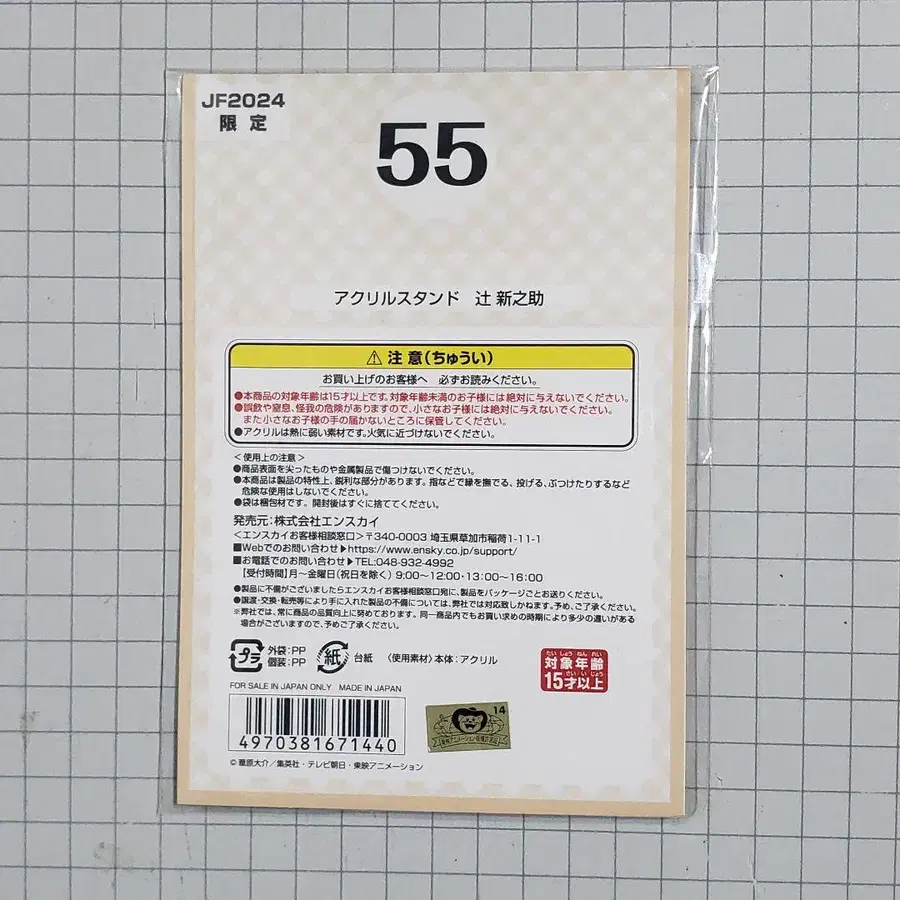 JF2024
限定
55
アクリルスタンド 辻 新之助
⚠注意(ちゅうい)
お買い上げのお客様へ 必ずお読みください。
●本商品の対象年齢は15才以上です。対象年齢未満のお子様には絶対に与えないでください。
●誤飲や窒息、怪我の危険がありますので、小さなお子様には絶対に与えないでください。
また小さなお子様の手の届かないところに保管してください。
●アクリルは熱に弱い素材です。火気に近づけないでください。
<使用上の注意>
●商品表面を尖ったものや金属製品で傷つけないでください。
●本商品は製品の特性上、鋭利な部分があります。指などで縁を撫でる、投げる、ぶつけたりするなど
危険な使用はしないでください。
●袋は梱包材です。開封後はすぐに捨ててください。
発売元:株式会社エンスカイ
<エンスカイお客様相談窓口>〒340-0003 埼玉県草加市稲荷1-11-1
■Webでのお問い合わせ▶https://www.ensky.co.jp/support/
■お電話でのお問い合わせ▶TEL:048-932-4992
【受付時間】月~金曜日(祝日を除く) 9:00~12:00・13:00~16:00
●製品に不備がございましたらエンスカイお客様相談窓口宛に、製品をパッケージごとお送りください。
●譲渡・交換・転売等により手に入れた製品の不備については、弊社では対応致しかねます。予め、ご了承ください。
※弊社では、常に商品の品質向上に努めております。同一商品内でもお買い求めの時期により多少の違いがある
場合がございますので、予めご了承ください。
プラ 外袋:PP
個装:PP
紙 台紙 〈使用素材〉本体:アクリル
たいしょうねんれい
対象年齢
さいいじょう
15才以上
FOR SALE IN JAPAN ONLY MADE IN JAPAN
4970381671440
14
©葦原大介/集英社・テレビ朝日・東映アニメーション